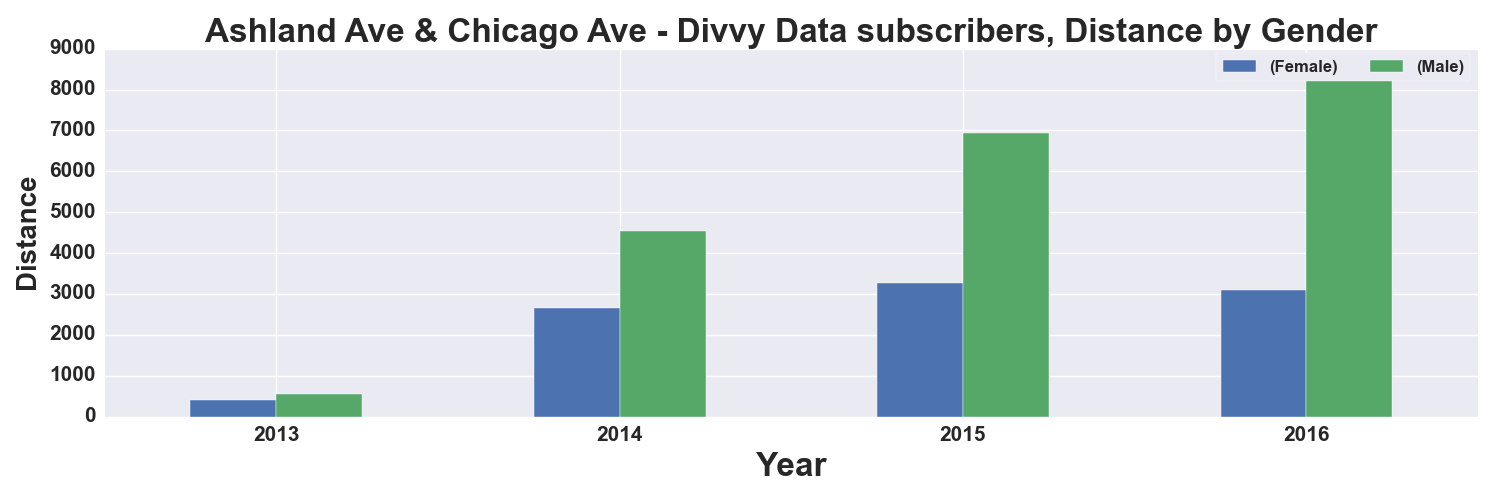 Ashland Ave & Chicago Ave - Divvy Data subscribers, Distance by Gender
(Female) (Male)
9000
8000
7000
6000
5000
4000
3000
2000
1000
0
Distance
2013 2014 2015 2016
Year